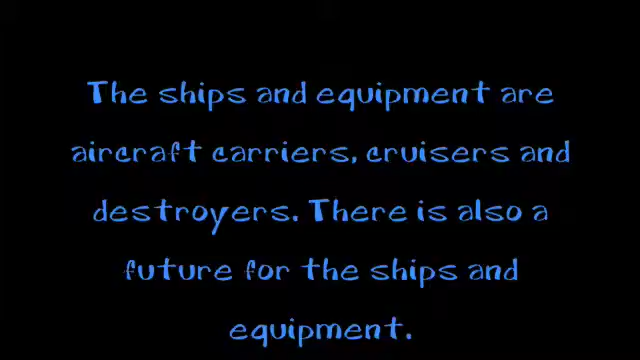 The ships and equipment are
aircraft carriers, cruisers and
destroyers. There is also a
future for the ships and
equipment.